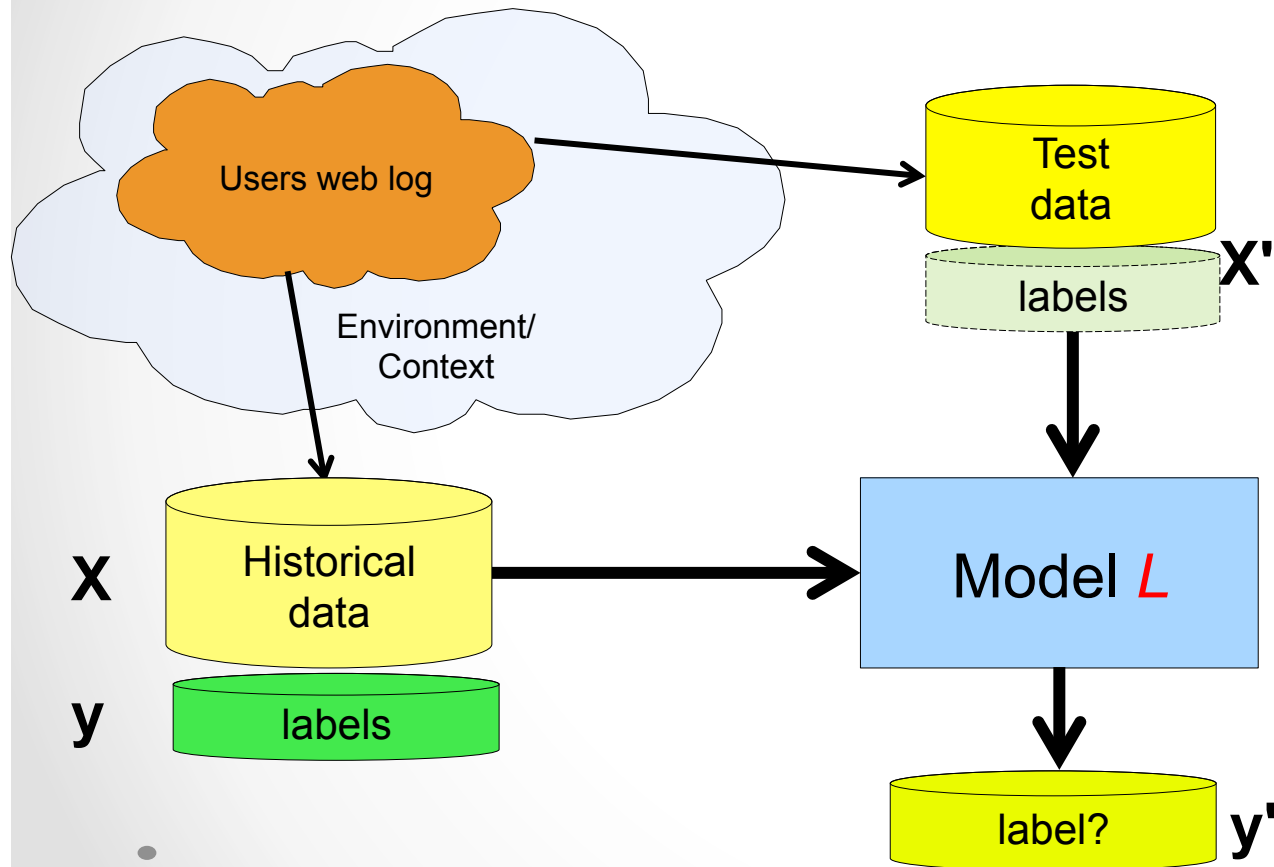 Users web log
Environment/
Context
Test
data
X'
labels
X
Historical
data
Model L
y
labels
label?
y'